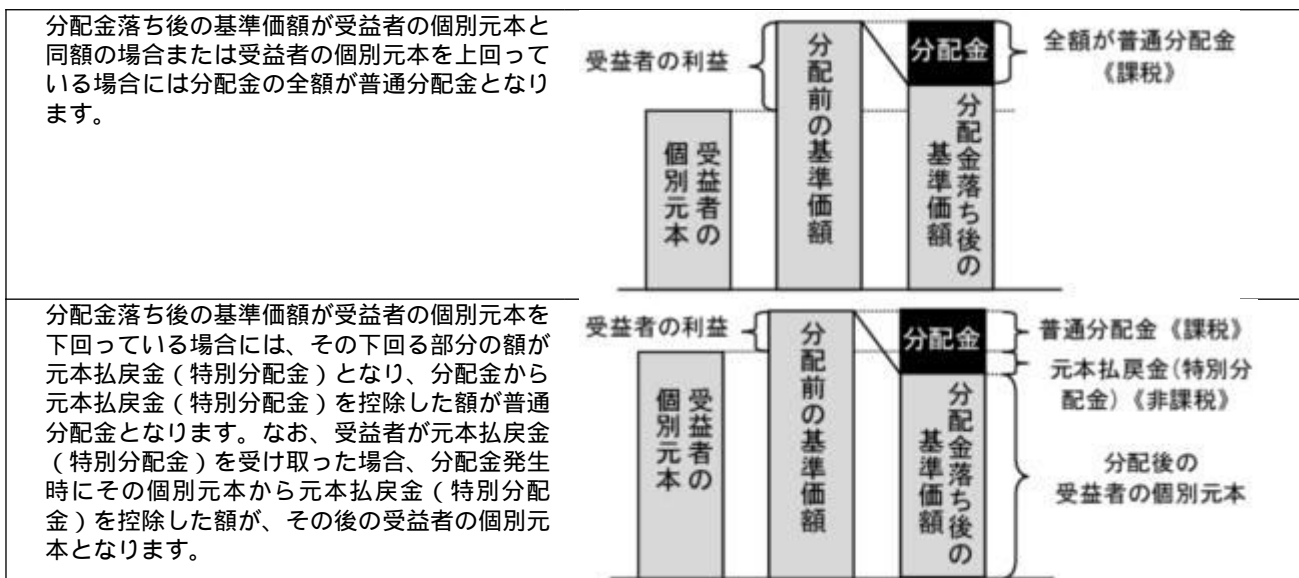 分配金落ち後の基準価額が受益者の個別元本と
同額の場合または受益者の個別元本を上回って
いる場合には分配金の全額が普通分配金となり
ます。
受益者の利益
受益者の
個別元本
分配前の基準価額
分配金
分配金落ち後の
基準価額
全額が普通分配金
《課税》
分配金落ち後の基準価額が受益者の個別元本を
下回っている場合には、その下回る部分の額が
元本払戻金(特別分配金)となり、分配金から
元本払戻金(特別分配金)を控除した額が普通
分配金となります。なお、受益者が元本払戻金
(特別分配金)を受け取った場合、分配金発生
時にその個別元本から元本払戻金(特別分配
金)を控除した額が、その後の受益者の個別元
本となります。
受益者の利益
受益者の
個別元本
分配前の基準価額
分配金
分配金落ち後の
基準価額
普通分配金《課税》
元本払戻金(特別分
配金)《非課税》
分配後の
受益者の個別元本